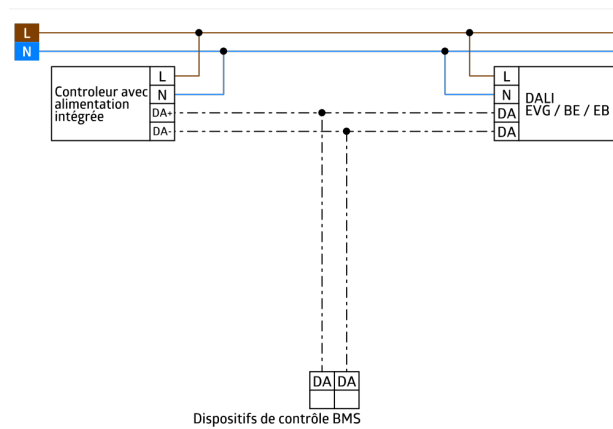 L
N
Controleur avec
alimentation
intégrée
L
N
DA+
DA-
L
N
DA
DA
DALI
EVG / BE / EB
DA DA
Dispositifs de contrôle BMS